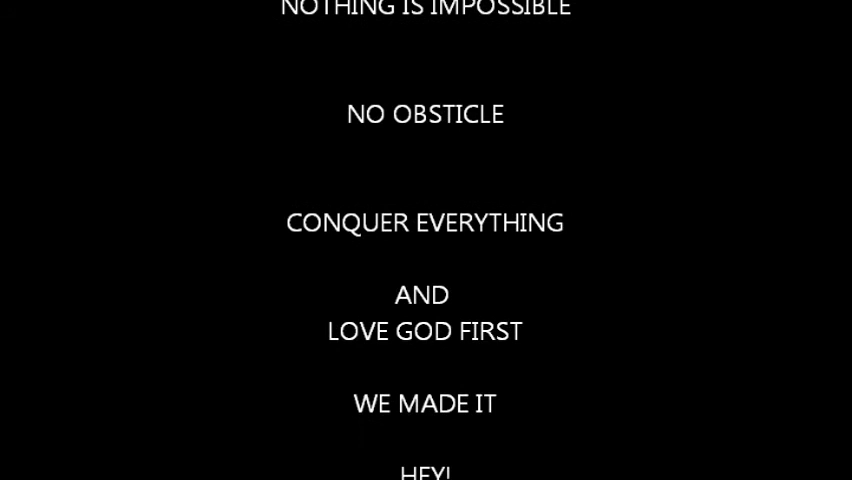 NOTHING IS IMPOSSIBLE
NO OBSTICLE
CONQUER EVERYTHING
AND
LOVE GOD FIRST
WE MADE IT
HEY!